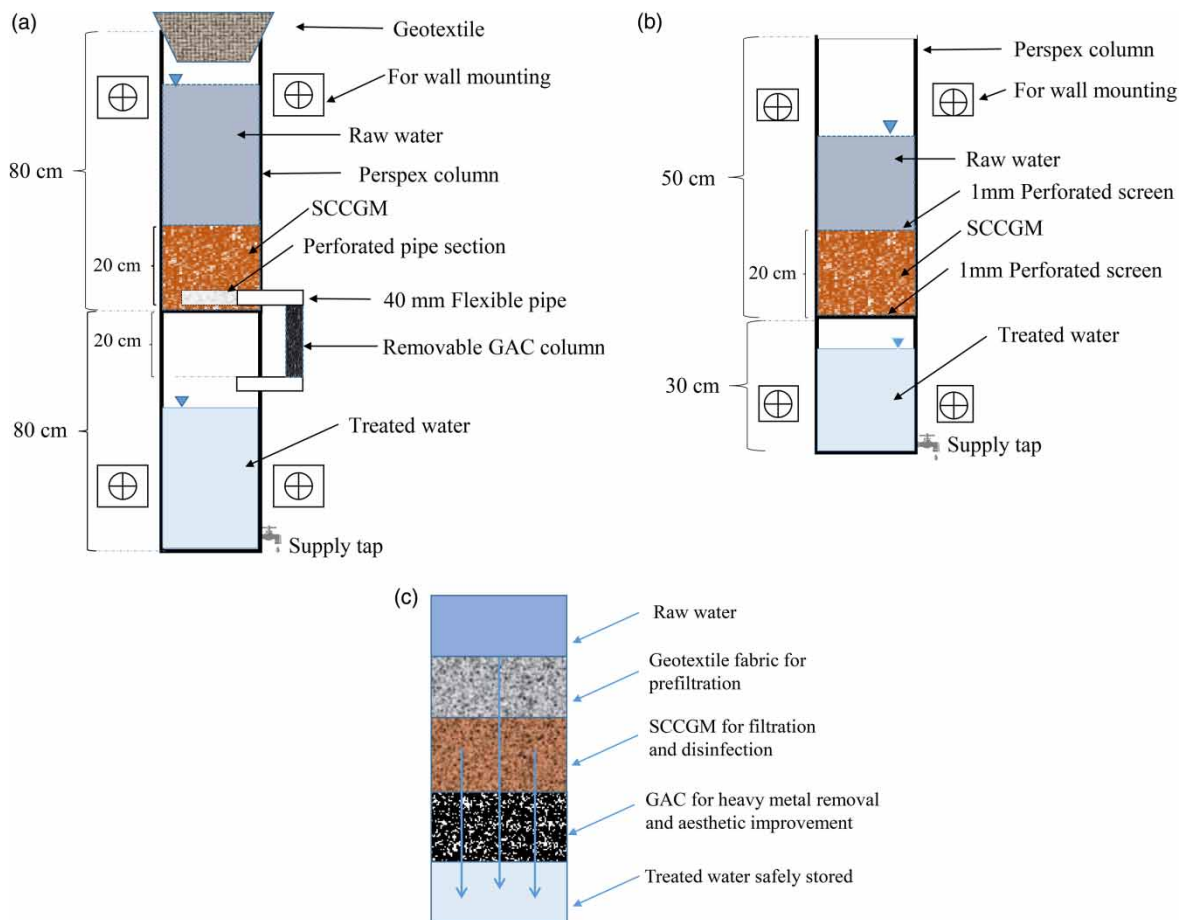 (a)
Geotextile
For wall mounting
Raw water
80 cm
Perspex column
SCCGM
Perforated pipe section
20 cm
40 mm Flexible pipe
20 cm
Removable GAC column
80 cm
Treated water
Supply tap
(b)
Perspex column
For wall mounting
Raw water
50 cm
1mm Perforated screen
SCCGM
20 cm
1mm Perforated screen
Treated water
30 cm
Supply tap
(c)
Raw water
Geotextile fabric for
prefiltration
SCCGM for filtration
and disinfection
GAC for heavy metal removal
and aesthetic improvement
Treated water safely stored